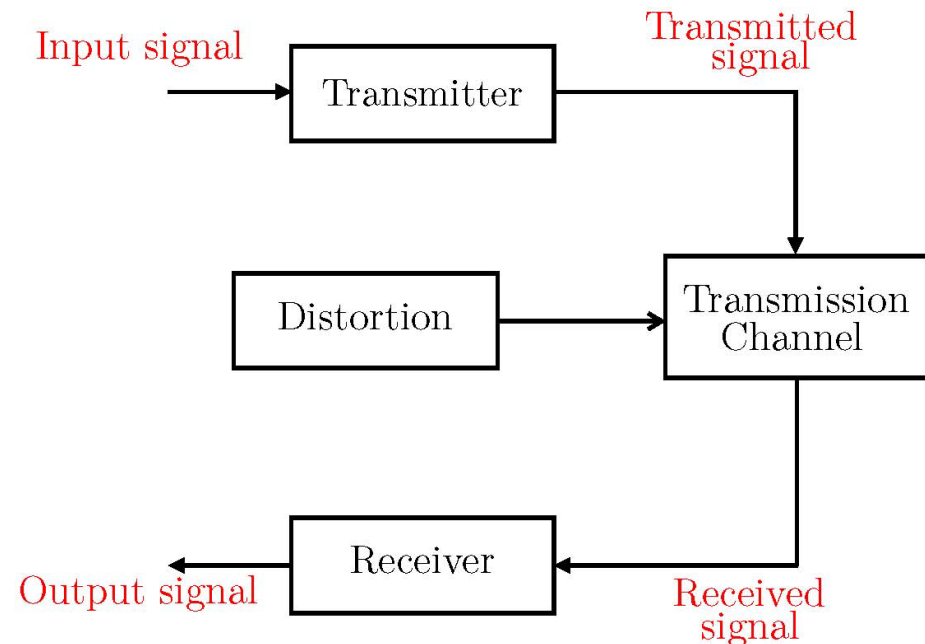 Input signal
Transmitter
Transmitted
signal
Distortion
Transmission
Channel
Output signal
Receiver
Received
signal